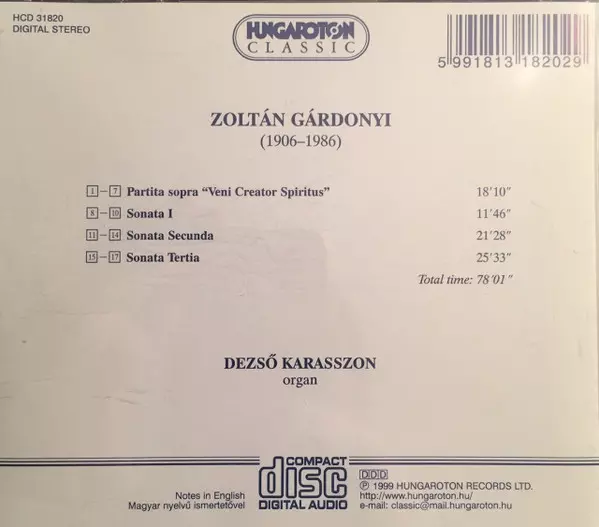 HCD 31820
DIGITAL STEREO
HUNGAROTON
CLASSIC
5 991813 182029
ZOLTÁN GÁRDONYI
(1906–1986)
1–7 Partita sopra “Veni Creator Spiritus” 18’10”
8–10 Sonata I 11’46”
11–14 Sonata Secunda 21’28”
15–17 Sonata Tertia 25’33”
Total time: 78’01”
DEZSŐ KARASSZON
organ
COMPACT
disc
DIGITAL AUDIO
Notes in English
Magyar nyelvű ismertetővel
DDD
℗ 1999 HUNGAROTON RECORDS LTD.
http://www.hungaroton.hu/
e-mail: classic@mail.hungaroton.hu